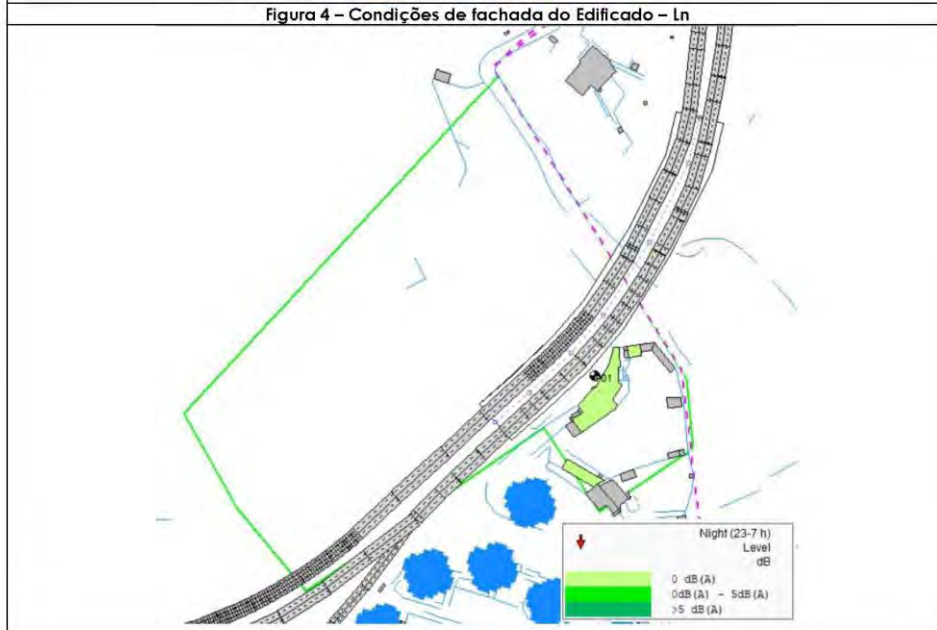 Figura 4 – Condições de fachada do Edificado – Ln
01
Night (23-7 h)
Level
dB
0 dB(A)
0dB(A) - 5dB(A)
>5 dB(A)